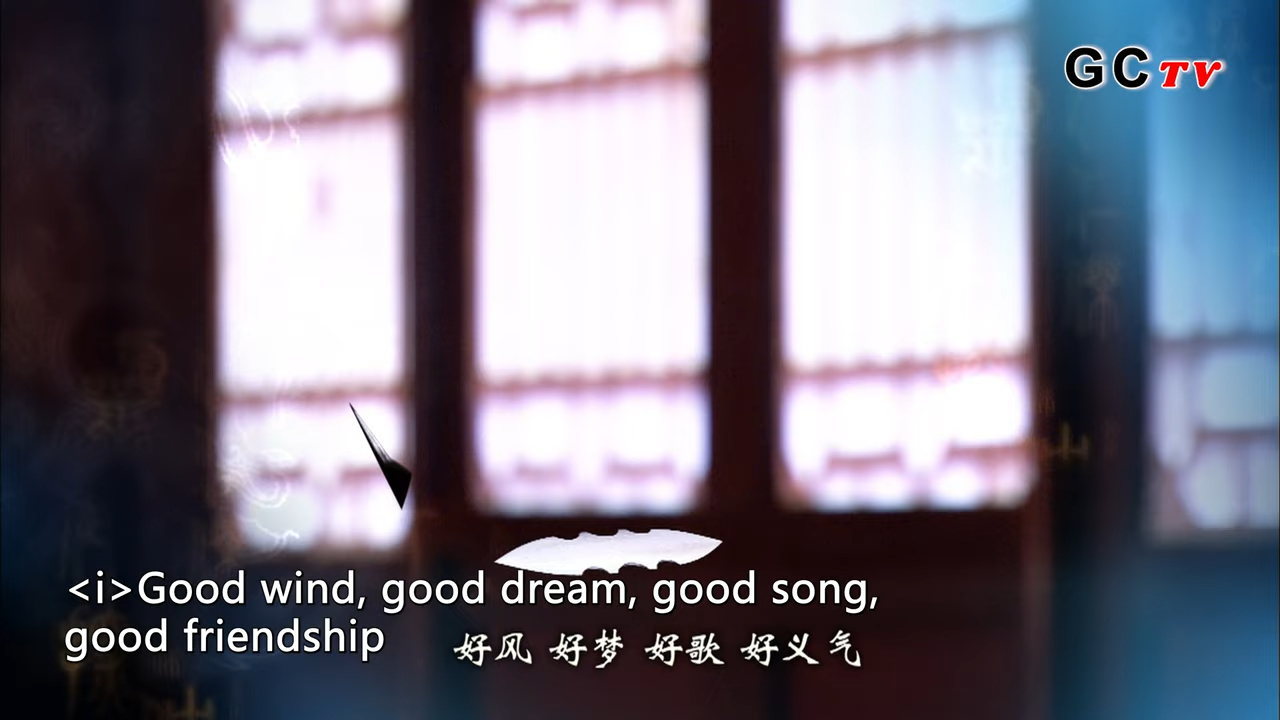 GCTV
<i>Good wind, good dream, good song,
good friendship
好风 好梦 好歌 好义气